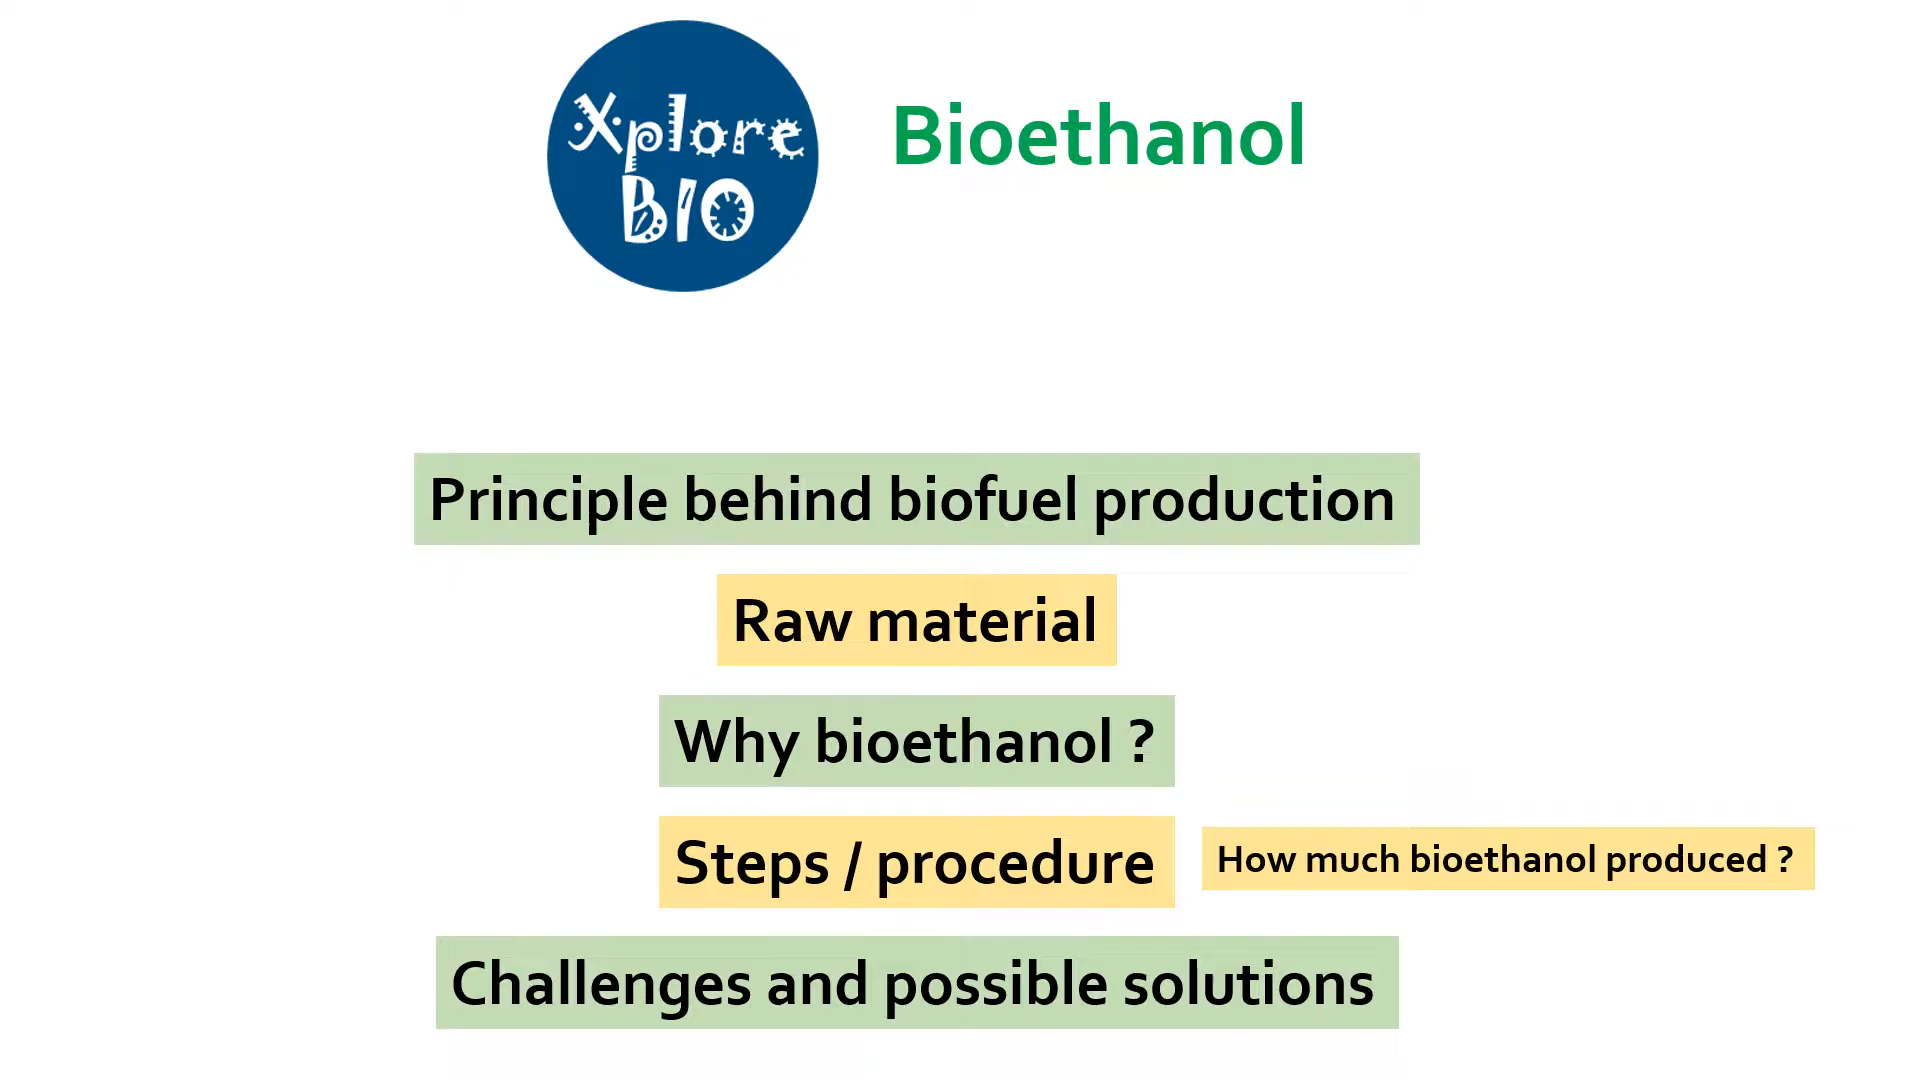 Xplore
BIO
Bioethanol
Principle behind biofuel production
Raw material
Why bioethanol ?
Steps / procedure
How much bioethanol produced ?
Challenges and possible solutions